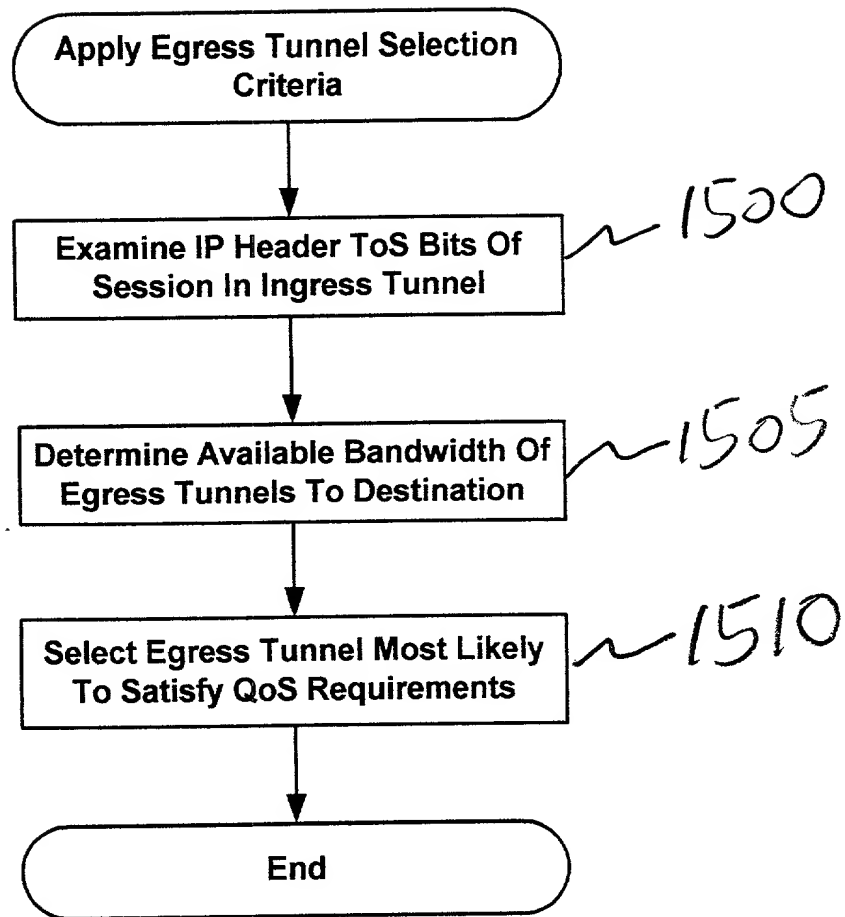 Apply Egress Tunnel Selection
Criteria
Examine IP Header ToS Bits Of
Session In Ingress Tunnel
1500
Determine Available Bandwidth Of
Egress Tunnels To Destination
1505
Select Egress Tunnel Most Likely
To Satisfy QoS Requirements
1510
End